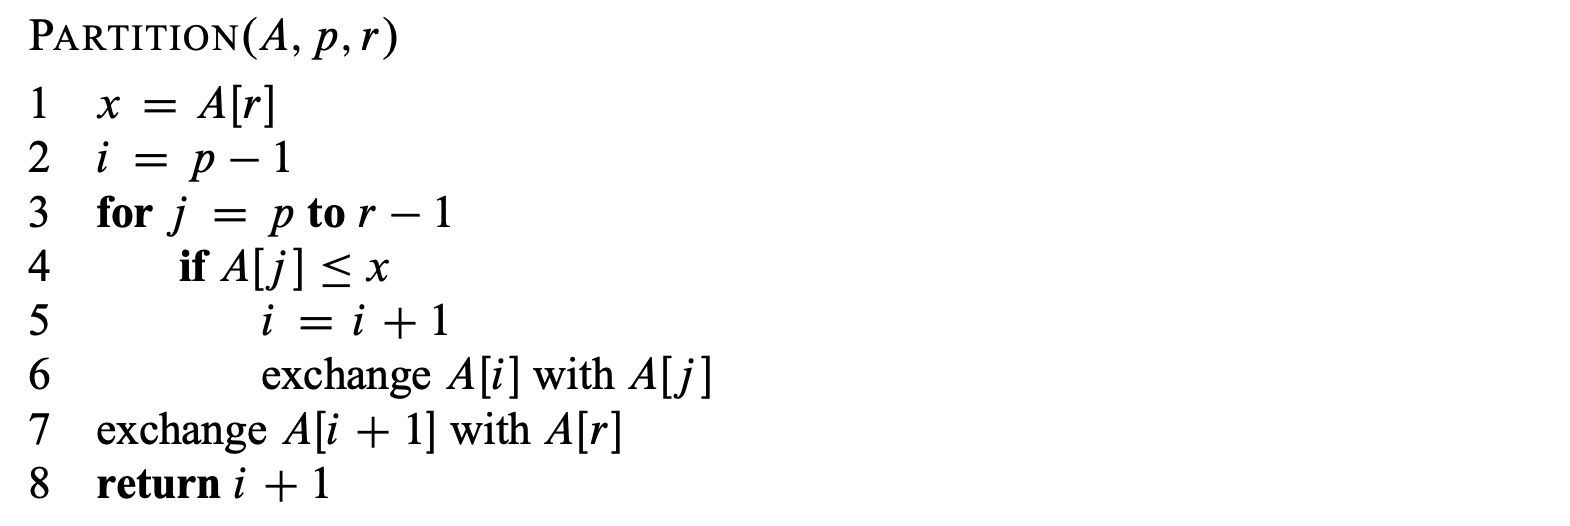 PARTITION(A, p, r)
1 x = A[r]
2 i = p − 1
3 for j = p to r − 1
4 if A[j] ≤ x
5 i = i + 1
6 exchange A[i] with A[j]
7 exchange A[i + 1] with A[r]
8 return i + 1